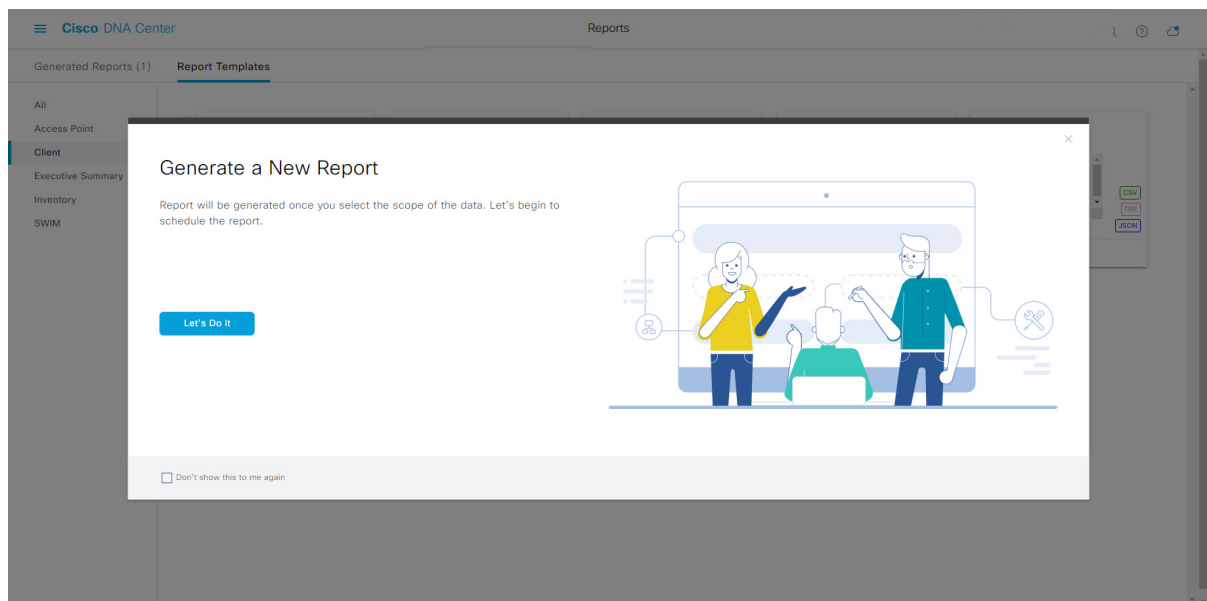 Cisco DNA Center
Reports
Generated Reports (1) Report Templates
All
Access Point
Client
Executive Summary
Inventory
SWIM
Generate a New Report
Report will be generated once you select the scope of the data. Let's begin to
schedule the report.
Let's Do it
Don't show this to me again
CSV
TDE
JSON